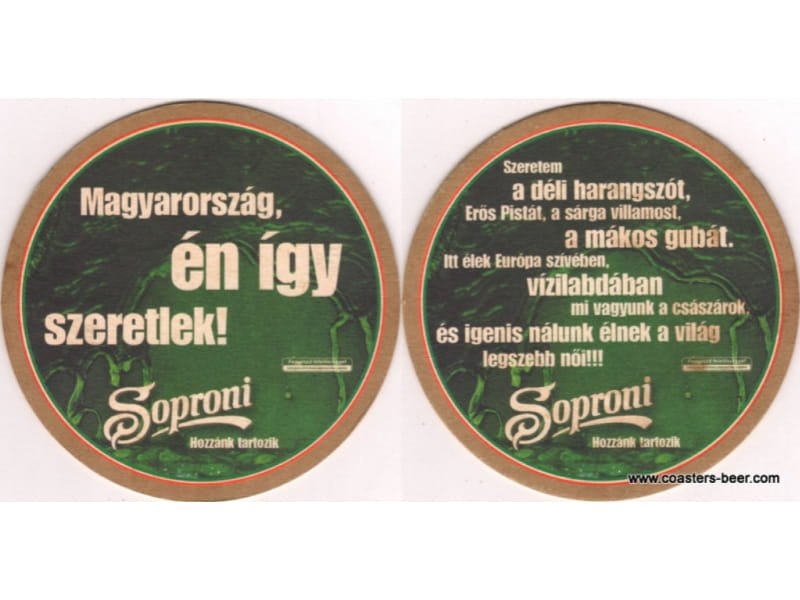 Magyarország,
én így
szeretlek!
Soproni
Hozzánk tartozik
Szeretem
a déli harangszót,
Erős Pistát, a sárga villamost,
a mákos gubát.
Itt élek Európa szívében,
vízilabdában
mi vagyunk a császárok,
és igenis nálunk élnek a világ
legszebb női!!!
Soproni
Hozzánk tartozik
www.coasters-beer.com